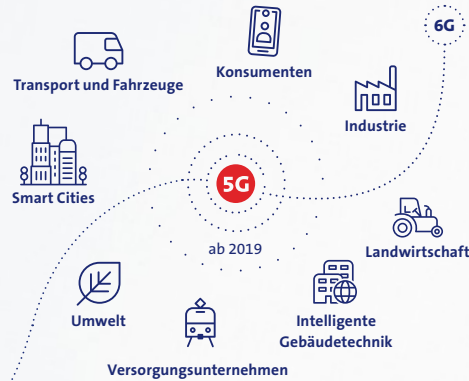 6G
Konsumenten
Transport und Fahrzeuge
Industrie
5G
Smart Cities
ab 2019
Landwirtschaft
Umwelt
Intelligente
Gebäudetechnik
Versorgungsunternehmen